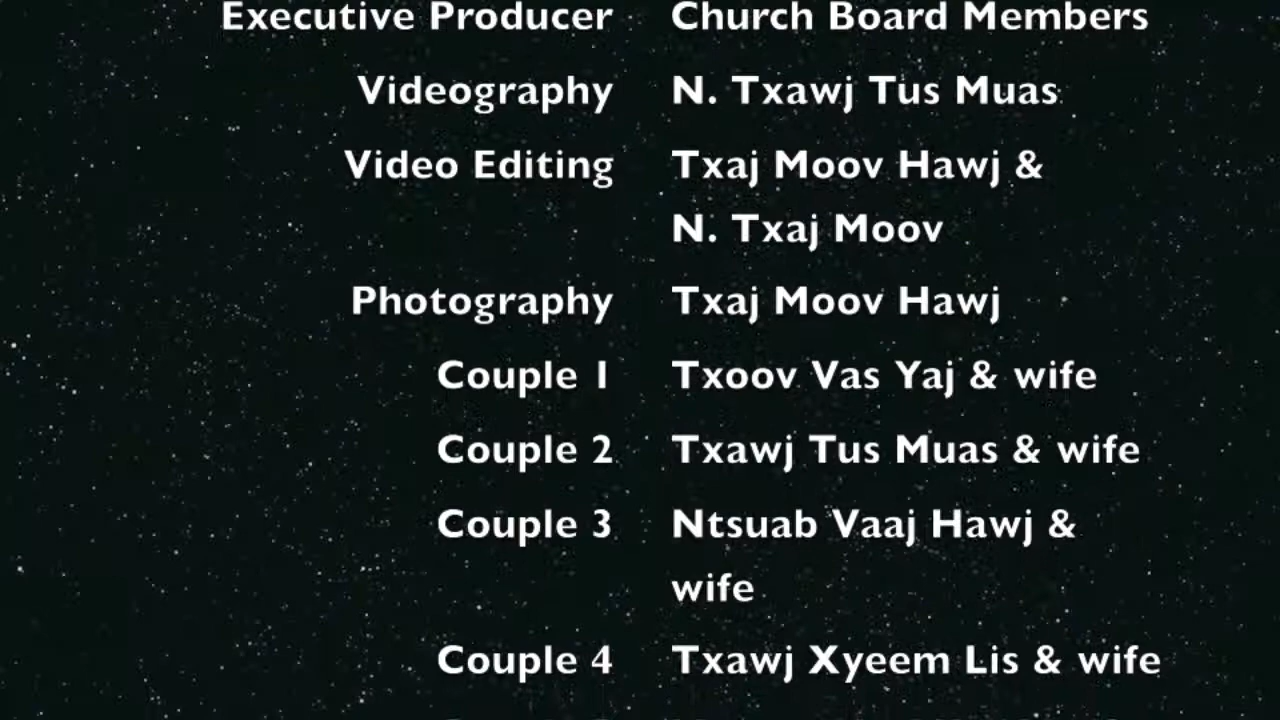 Executive Producer Church Board Members
Videography N. Txawj Tus Muas
Video Editing Txaj Moov Hawj &
N. Txaj Moov
Photography Txaj Moov Hawj
Couple 1 Txoov Vas Yaj & wife
Couple 2 Txawj Tus Muas & wife
Couple 3 Ntsuab Vaaj Hawj &
wife
Couple 4 Txawj Xyeem Lis & wife